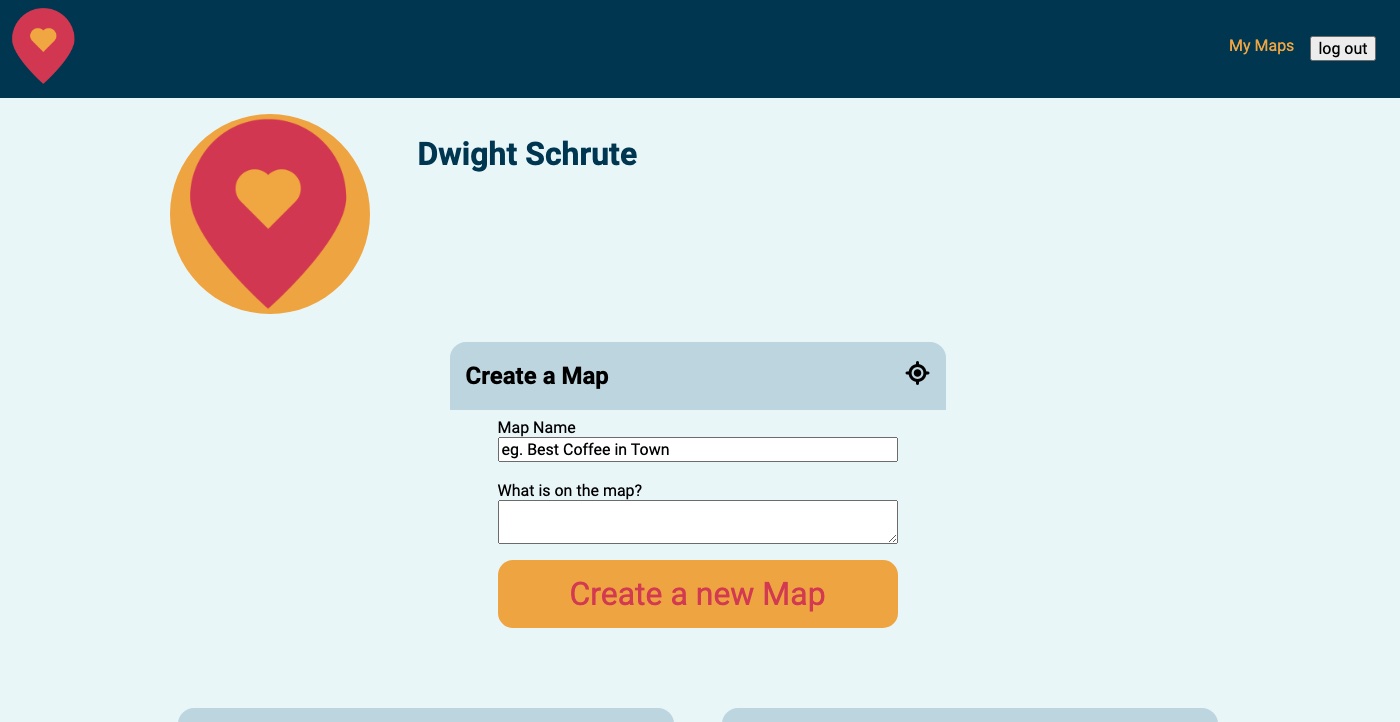 My Maps
log out
Dwight Schrute
Create a Map
Map Name
eg. Best Coffee in Town
What is on the map?
Create a new Map